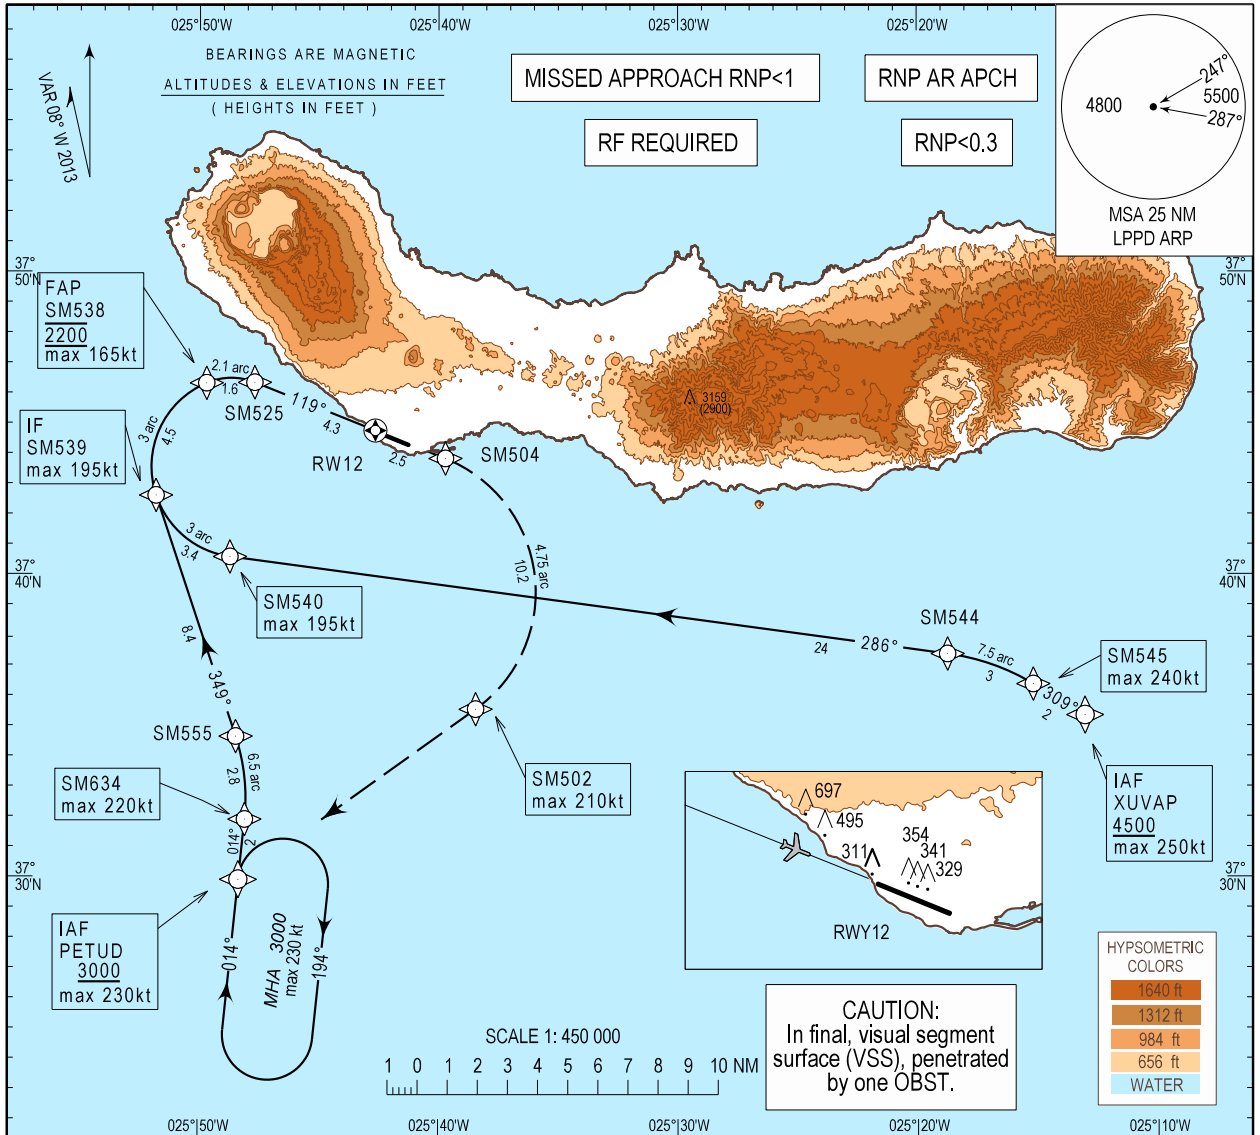 025°50'W
025°40'W
025°30'W
025°20'W
BEARINGS ARE MAGNETIC
ALTITUDES & ELEVATIONS IN FEET
( HEIGHTS IN FEET )
VAR 08° W 2013
MISSED APPROACH RNP<1
RNP AR APCH
RF REQUIRED
RNP<0.3
247°
4800
5500
287°
MSA 25 NM
LPPD ARP
37°
50'N
37°
50'N
FAP
SM538
2200
max 165kt
2.1 arc
1.6
SM525
119°
4.3
RW12
2.5
SM504
3159
(2900)
IF
SM539
max 195kt
3 arc
4.5
3 arc
3.4
4.75 arc
10.2
37°
40'N
37°
40'N
SM540
max 195kt
SM544
24
286°
7.5 arc
3
SM545
max 240kt
309°
2
8.4
349°
SM555
6.5 arc
2.8
SM634
max 220kt
014°
2
SM502
max 210kt
IAF
XUVAP
4500
max 250kt
37°
30'N
37°
30'N
IAF
PETUD
3000
max 230kt
014°
MHA 3000
max 230 kt
194°
697
495
354
341
311
329
RWY12
HYPSOMETRIC
COLORS
1640 ft
1312 ft
984 ft
656 ft
WATER
CAUTION:
In final, visual segment
surface (VSS), penetrated
by one OBST.
SCALE 1: 450 000
1 0 1 2 3 4 5 6 7 8 9 10 NM
025°50'W
025°40'W
025°30'W
025°20'W
025°10'W